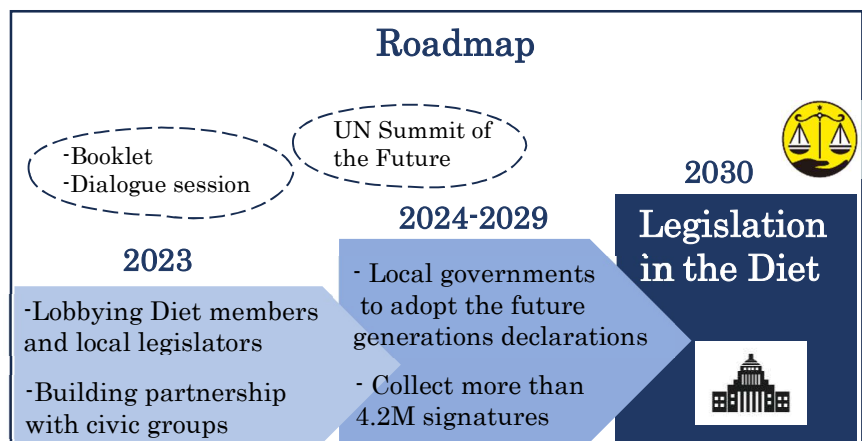 Roadmap
-Booklet
-Dialogue session
UN Summit of
the Future
2023
-Lobbying Diet members
and local legislators
-Building partnership
with civic groups
2024-2029
- Local governments
to adopt the future
generations declarations
- Collect more than
4.2M signatures
2030
Legislation
in the Diet